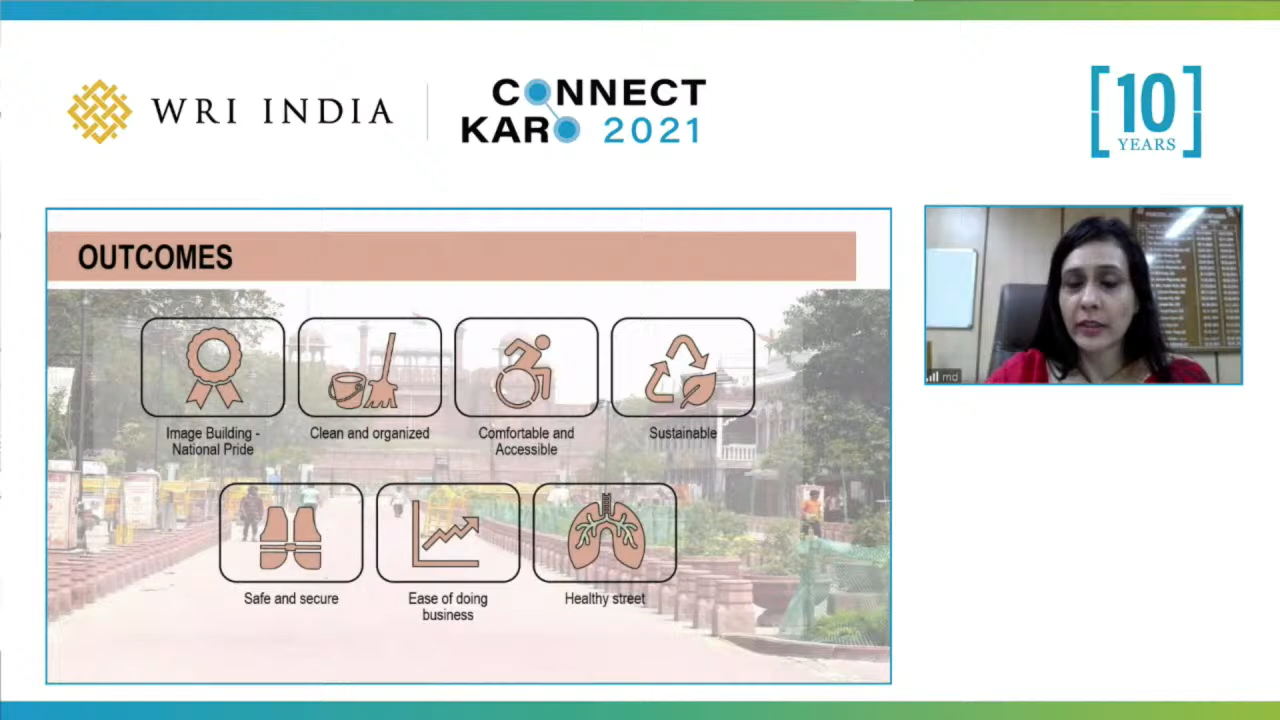 WRI INDIA
CONNECT
KARO 2021
10
YEARS
OUTCOMES
Image Building -
National Pride
Clean and organized
Comfortable and
Accessible
Sustainable
Safe and secure
Ease of doing
business
Healthy street
md